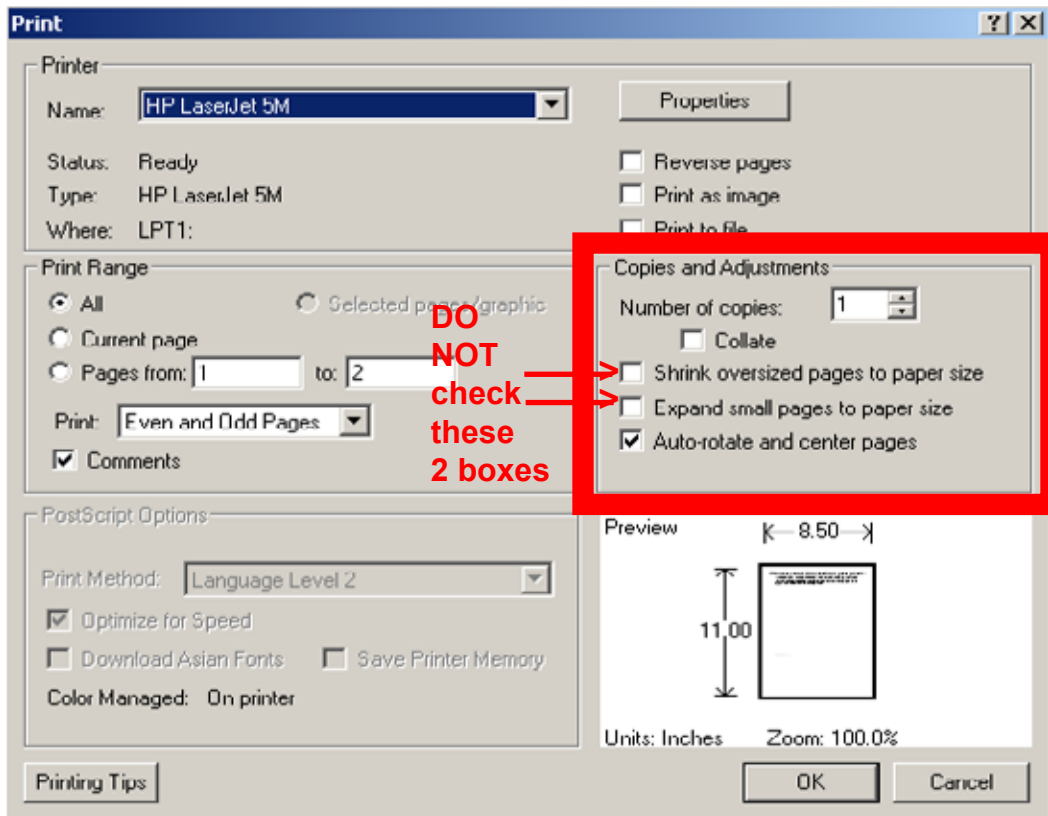 Print
Printer
Name: HP LaserJet 5M
Properties
Status: Ready
Type: HP LaserJet 5M
Where: LPT1:
Reverse pages
Print as image
Print to file
Print Range
All
Selected pages/graphic
Current page
Pages from: 1 to: 2
Print: Even and Odd Pages
Comments
DO
NOT
check
these
2 boxes
Copies and Adjustments
Number of copies: 1
Collate
Shrink oversized pages to paper size
Expand small pages to paper size
Auto-rotate and center pages
PostScript Options
Print Method: Language Level 2
Optimize for Speed
Download Asian Fonts
Save Printer Memory
Color Managed: On printer
Preview
8.50
11.00
Units: Inches Zoom: 100.0%
Printing Tips
OK
Cancel